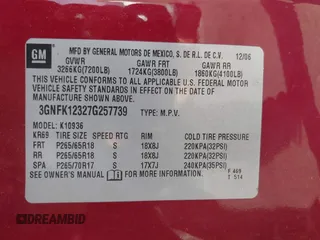 GM
MFD BY GENERAL MOTORS DE MEXICO, S. DE R.L. DE C.V. 12/06
GVWR GAWR FRT GAWR RR
3266KG(7200LB) 1724KG(3800LB) 1860KG(4100LB)
THIS VEHICLE CONFORMS TO ALL APPLICABLE U.S. FEDERAL MOTOR
VEHICLE SAFETY STANDARDS IN EFFECT ON THE DATE OF
MANUFACTURE SHOWN ABOVE.
3GNFK12327G257739 TYPE: M.P.V.
MODEL: K10936
KR69 TIRE SIZE SPEED RTG RIM COLD TIRE PRESSURE
FRT P265/65R18 S 18X8J 220KPA(32PSI)
RR P265/65R18 S 18X8J 220KPA(32PSI)
SPA P265/70R17 S 17X7J 240KPA(35PSI)
SEE OWNER'S MANUAL FOR ADDITIONAL INFORMATION.
F A69
T 514
DREAMBID